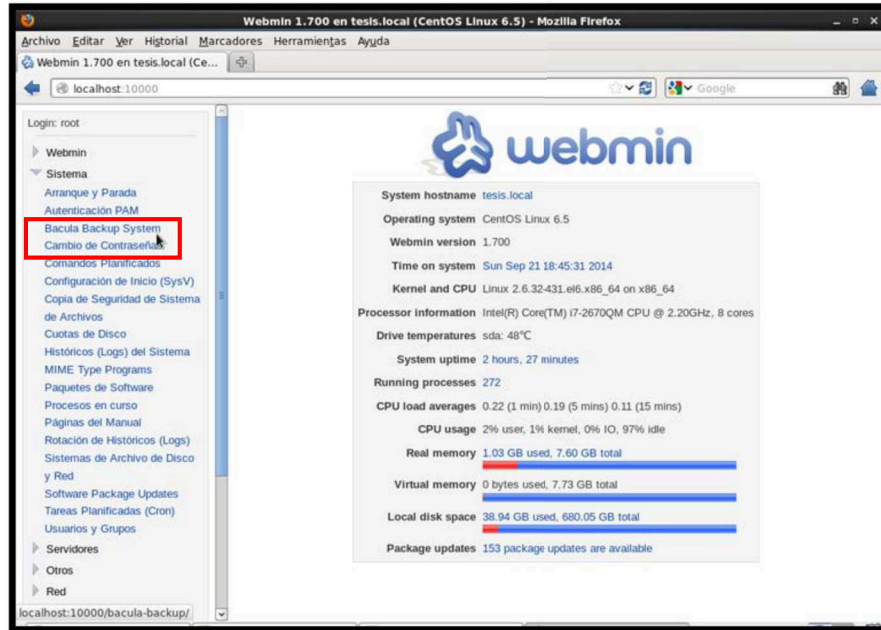 Webmin 1.700 en tesis.local (CentOS Linux 6.5) - Mozilla Firefox
Archivo Editar Ver Historial Marcadores Herramientas Ayuda
Webmin 1.700 en tesis.local (Ce...
localhost:10000
Google
Login: root
Webmin
Sistema
Arranque y Parada
Autenticación PAM
Bacula Backup System
Cambio de Contraseñas
Comandos Planificados
Configuración de Inicio (SysV)
Copia de Seguridad de Sistema
de Archivos
Cuotas de Disco
Históricos (Logs) del Sistema
MIME Type Programs
Paquetes de Software
Procesos en curso
Páginas del Manual
Rotación de Históricos (Logs)
Sistemas de Archivo de Disco
y Red
Software Package Updates
Tareas Planificadas (Cron)
Usuarios y Grupos
Servidores
Otros
Red
localhost:10000/bacula-backup/
webmin
System hostname tesis.local
Operating system CentOS Linux 6.5
Webmin version 1.700
Time on system Sun Sep 21 18:45:31 2014
Kernel and CPU Linux 2.6.32-431.el6.x86_64 on x86_64
Processor information Intel(R) Core(TM) i7-2670QM CPU @ 2.20GHz, 8 cores
Drive temperatures sda: 48°C
System uptime 2 hours, 27 minutes
Running processes 272
CPU load averages 0.22 (1 min) 0.19 (5 mins) 0.11 (15 mins)
CPU usage 2% user, 1% kernel, 0% IO, 97% idle
Real memory 1.03 GB used, 7.60 GB total
Virtual memory 0 bytes used, 7.73 GB total
Local disk space 38.94 GB used, 680.05 GB total
Package updates 153 package updates are available